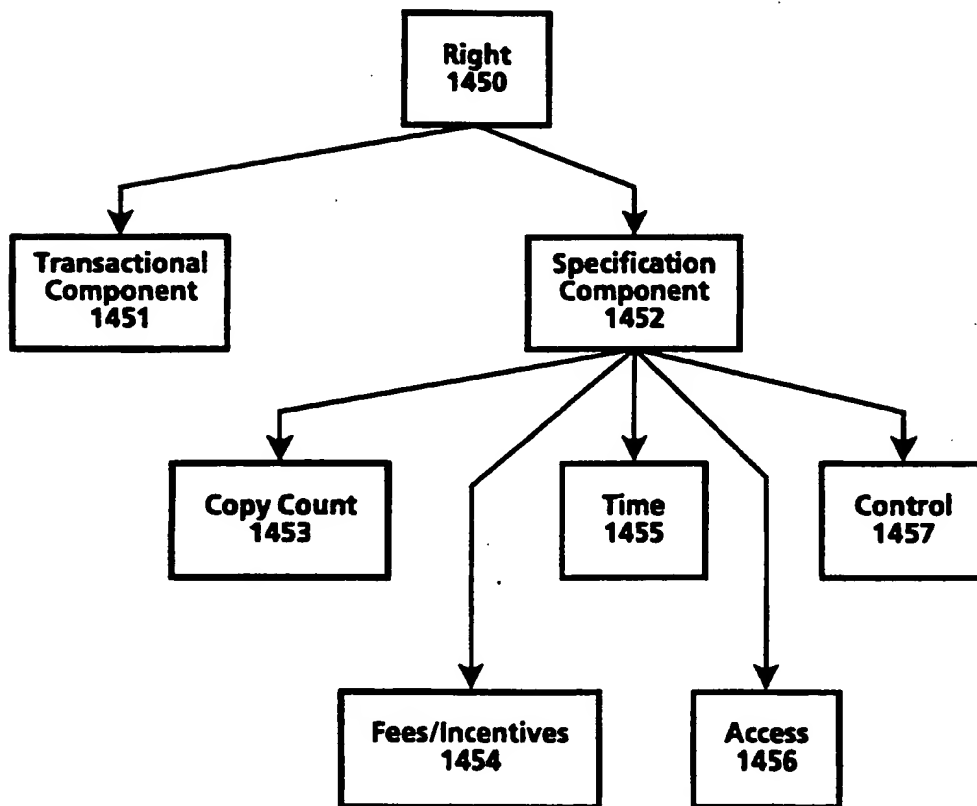 Right
1450
Transactional
Component
1451
Specification
Component
1452
Copy Count
1453
Time
1455
Control
1457
Fees/Incentives
1454
Access
1456